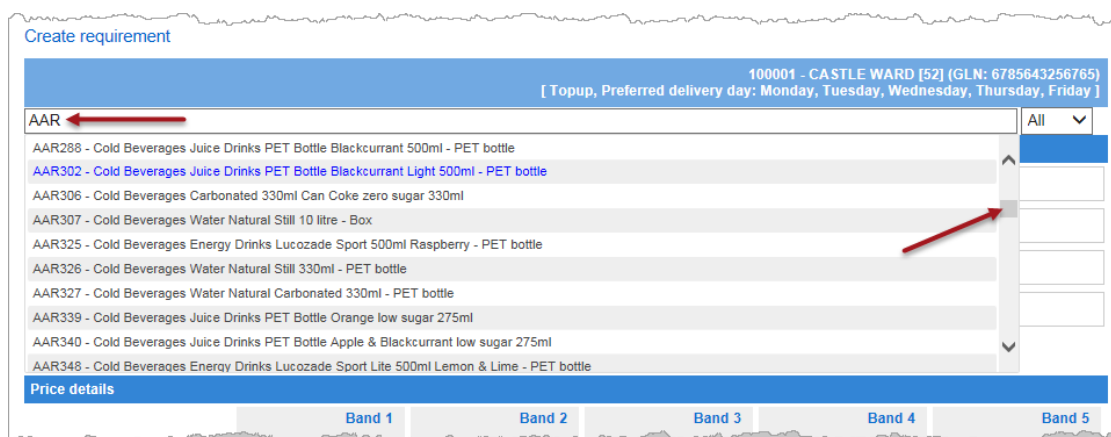 Create requirement
100001 - CASTLE WARD [52] (GLN: 6785643256765)
[ Topup, Preferred delivery day: Monday, Tuesday, Wednesday, Thursday, Friday ]
AAR
All
AAR288 - Cold Beverages Juice Drinks PET Bottle Blackcurrant 500ml - PET bottle
AAR302 - Cold Beverages Juice Drinks PET Bottle Blackcurrant Light 500ml - PET bottle
AAR306 - Cold Beverages Carbonated 330ml Can Coke zero sugar 330ml
AAR307 - Cold Beverages Water Natural Still 10 litre - Box
AAR325 - Cold Beverages Energy Drinks Lucozade Sport 500ml Raspberry - PET bottle
AAR326 - Cold Beverages Water Natural Still 330ml - PET bottle
AAR327 - Cold Beverages Water Natural Carbonated 330ml - PET bottle
AAR339 - Cold Beverages Juice Drinks PET Bottle Orange low sugar 275ml
AAR340 - Cold Beverages Juice Drinks PET Bottle Apple & Blackcurrant low sugar 275ml
AAR348 - Cold Beverages Energy Drinks Lucozade Sport Lite 500ml Lemon & Lime - PET bottle
Price details
Band 1 Band 2 Band 3 Band 4 Band 5